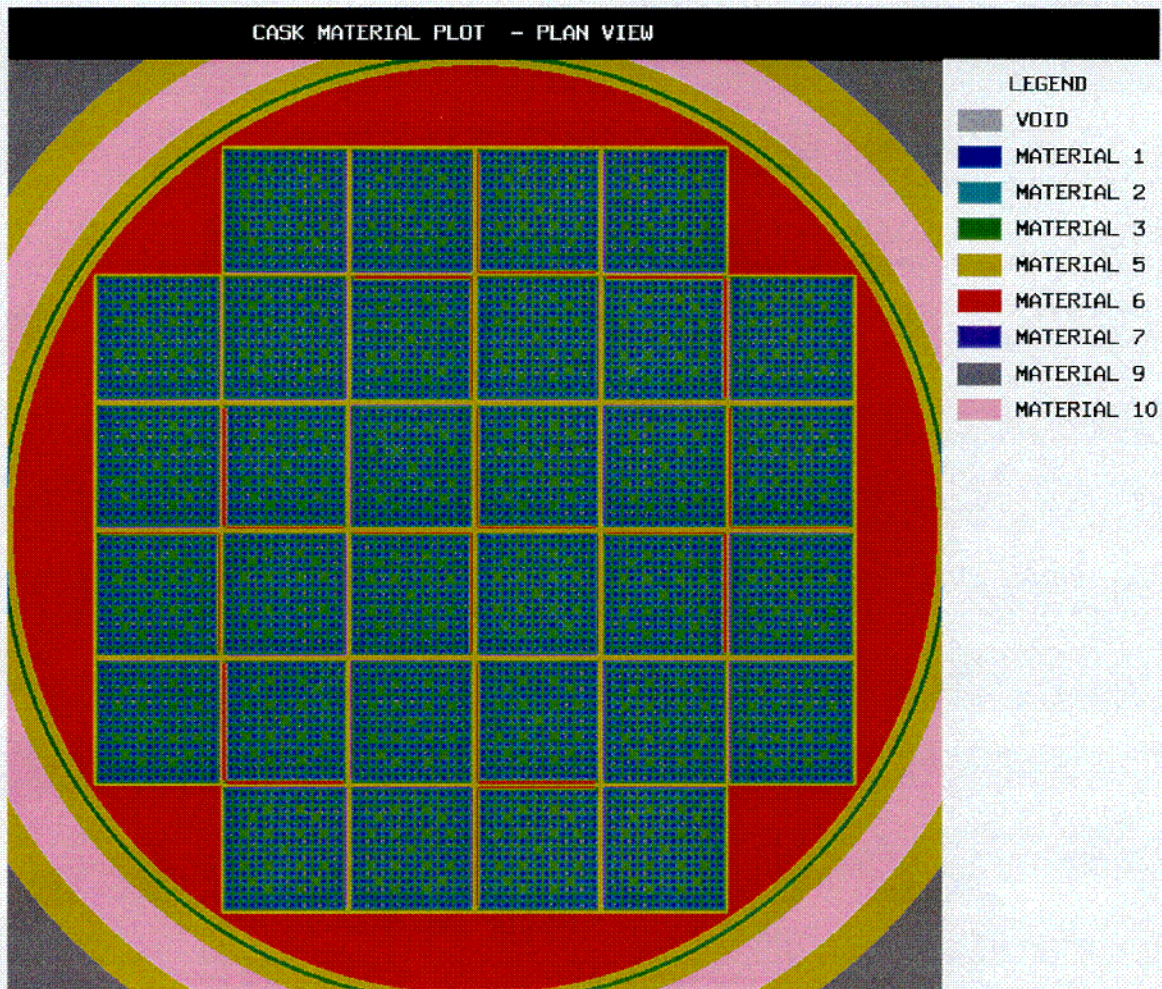 CASK MATERIAL PLOT - PLAN VIEW
LEGEND
VOID
MATERIAL 1
MATERIAL 2
MATERIAL 3
MATERIAL 5
MATERIAL 6
MATERIAL 7
MATERIAL 9
MATERIAL 10